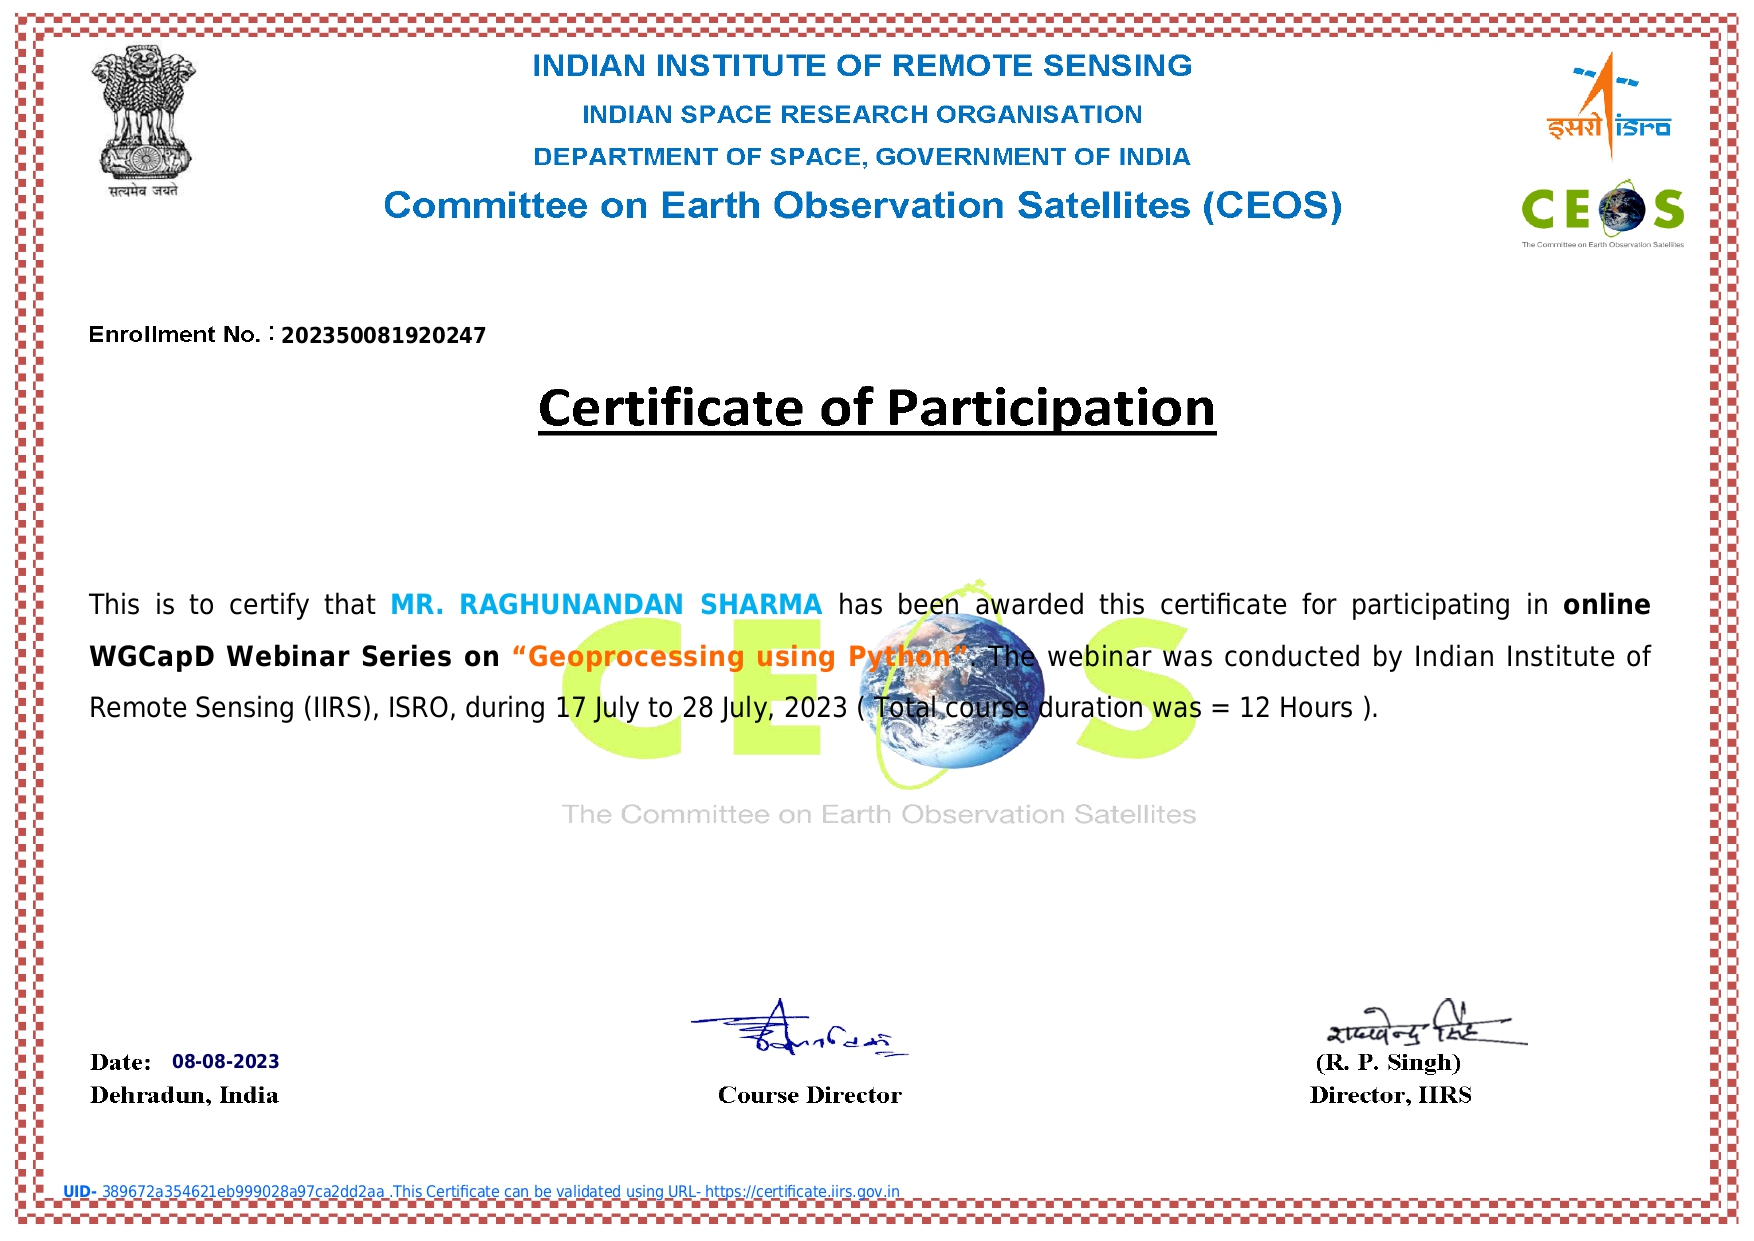 INDIAN INSTITUTE OF REMOTE SENSING
INDIAN SPACE RESEARCH ORGANISATION
DEPARTMENT OF SPACE, GOVERNMENT OF INDIA
Committee on Earth Observation Satellites (CEOS)
सत्यमेव जयते
इसरो isro
CEOS
The Committee on Earth Observation Satellites
Enrollment No. : 202350081920247
Certificate of Participation
This is to certify that MR. RAGHUNANDAN SHARMA has been awarded this certificate for participating in online
WGCapD Webinar Series on “Geoprocessing using Python”. The webinar was conducted by Indian Institute of
Remote Sensing (IIRS), ISRO, during 17 July to 28 July, 2023 ( Total course duration was = 12 Hours ).
CEOS
The Committee on Earth Observation Satellites
राघवेन्द्र सिंह
Date: 08-08-2023
(R. P. Singh)
Dehradun, India
Course Director
Director, IIRS
UID- 389672a354621eb999028a97ca2dd2aa .This Certificate can be validated using URL- https://certificate.iirs.gov.in